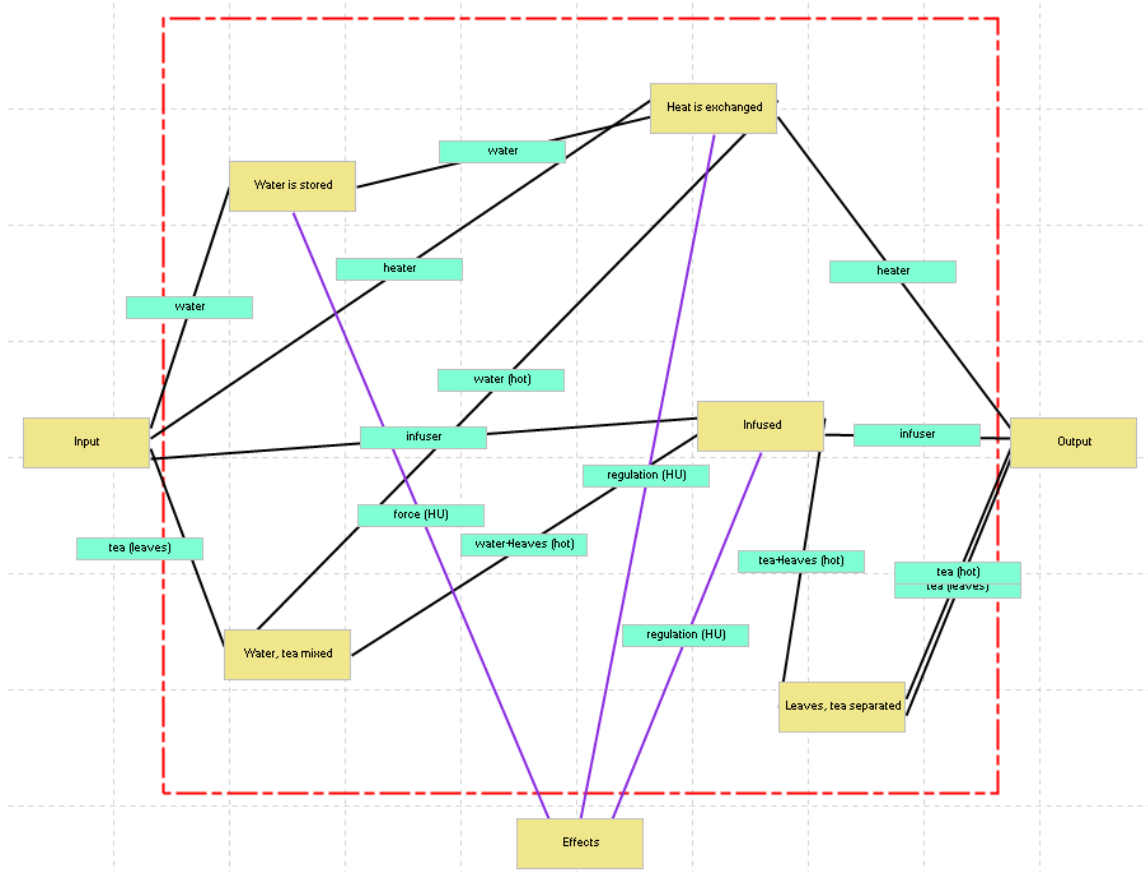 Heat is exchanged
water
Water is stored
heater
heater
water
water (hot)
Input
infuser
Infused
infuser
Output
regulation (HU)
force (HU)
water+leaves (hot)
tea (leaves)
tea+leaves (hot)
tea (hot)
tea (leaves)
regulation (HU)
Water, tea mixed
Leaves, tea separated
Effects